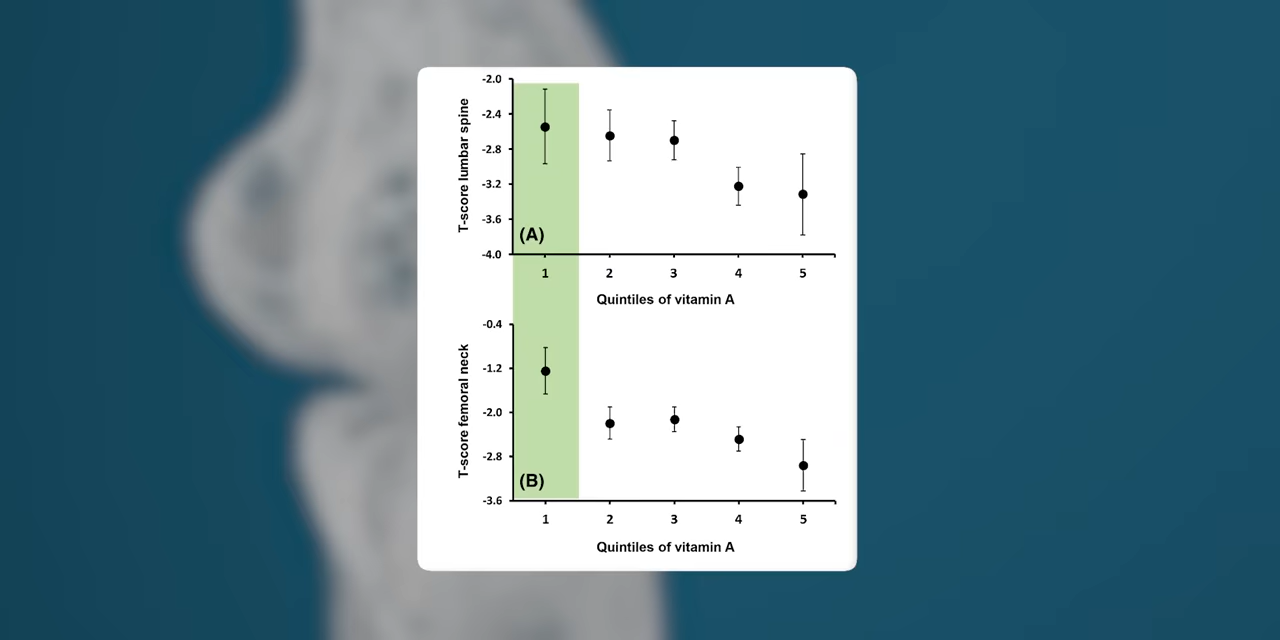 -2.0
-2.4
-2.8
-3.2
-3.6
-4.0
T-score lumbar spine
(A)
1 2 3 4 5
Quintiles of vitamin A
-0.4
-1.2
-2.0
-2.8
-3.6
T-score femoral neck
(B)
1 2 3 4 5
Quintiles of vitamin A